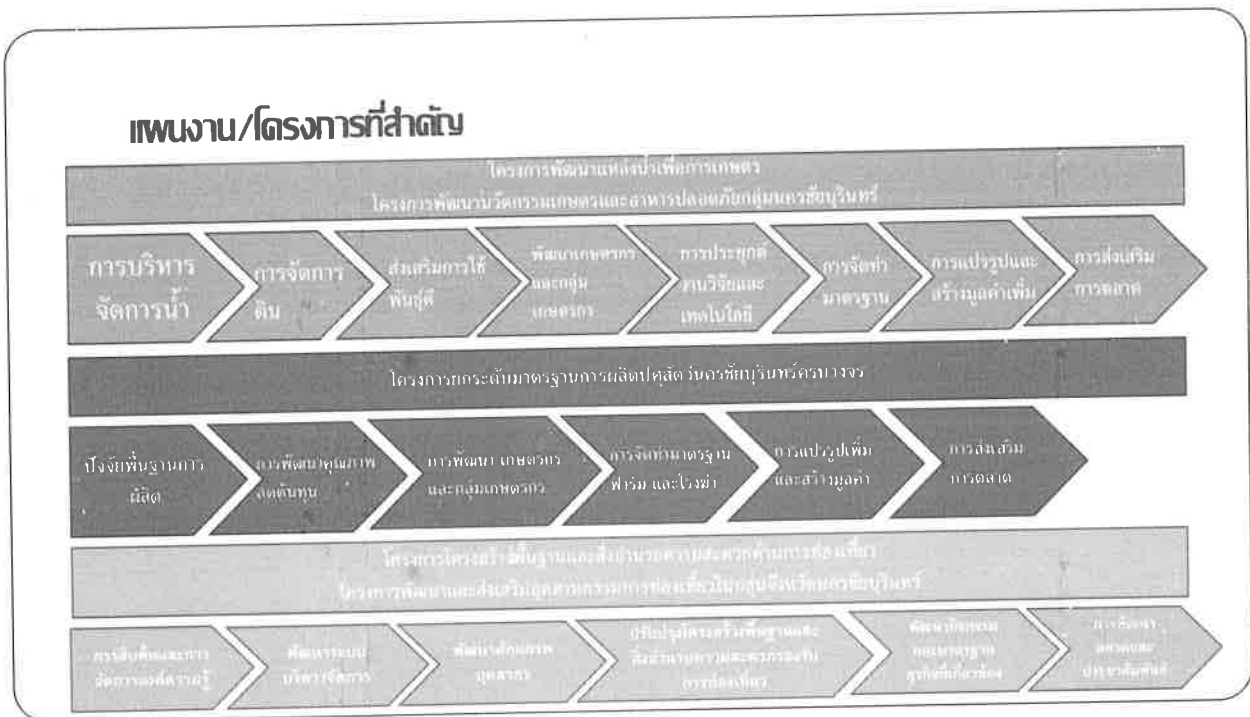 แพนงาน/โครงการที่สำคัญ
โครงการพัฒนาแหล่งน้ำเพื่อการเกษตร
โครงการพัฒนานวัตกรรมเกษตรและอาหารปลอดภัยกลุ่มนครชัยบุรินทร์
การบริหาร
จัดการน้ำ
การจัดการ
ดิน
ส่งเสริมการใช้
พันธุ์ดี
พัฒนาเกษตรกร
และกลุ่ม
เกษตรกร
การประยุกต์
งานวิจัยและ
เทคโนโลยี
การจัดทำ
มาตรฐาน
การแปรรูปและ
สร้างมูลค่าเพิ่ม
การส่งเสริม
การตลาด
โครงการยกระดับมาตรฐานการผลิตปศุสัตว์นครชัยบุรินทร์ครบวงจร
ปัจจัยพื้นฐานการ
ผลิต
การพัฒนาคุณภาพ
ลดต้นทุน
การพัฒนา เกษตรกร
และกลุ่มเกษตรกร
การจัดทำมาตรฐาน
ฟาร์ม และโรงฆ่า
การแปรรูปเพิ่ม
และสร้างมูลค่า
การส่งเสริม
การตลาด
โครงการโครงสร้างพื้นฐานและสิ่งอำนวยความสะดวกด้านการท่องเที่ยว
โครงการพัฒนาและส่งเสริมอุตสาหกรรมการท่องเที่ยวในกลุ่มจังหวัดนครชัยบุรินทร์
การสืบค้นและการ
จัดการองค์ความรู้
พัฒนาระบบ
บริหารจัดการ
พัฒนาศักยภาพ
บุคลากร
ปรับปรุงโครงสร้างพื้นฐานและ
สิ่งอำนวยความสะดวกรองรับ
การท่องเที่ยว
พัฒนากิจกรรม
และมาตรฐาน
ธุรกิจที่เกี่ยวข้อง
ตลาดและ
ประชาสัมพันธ์